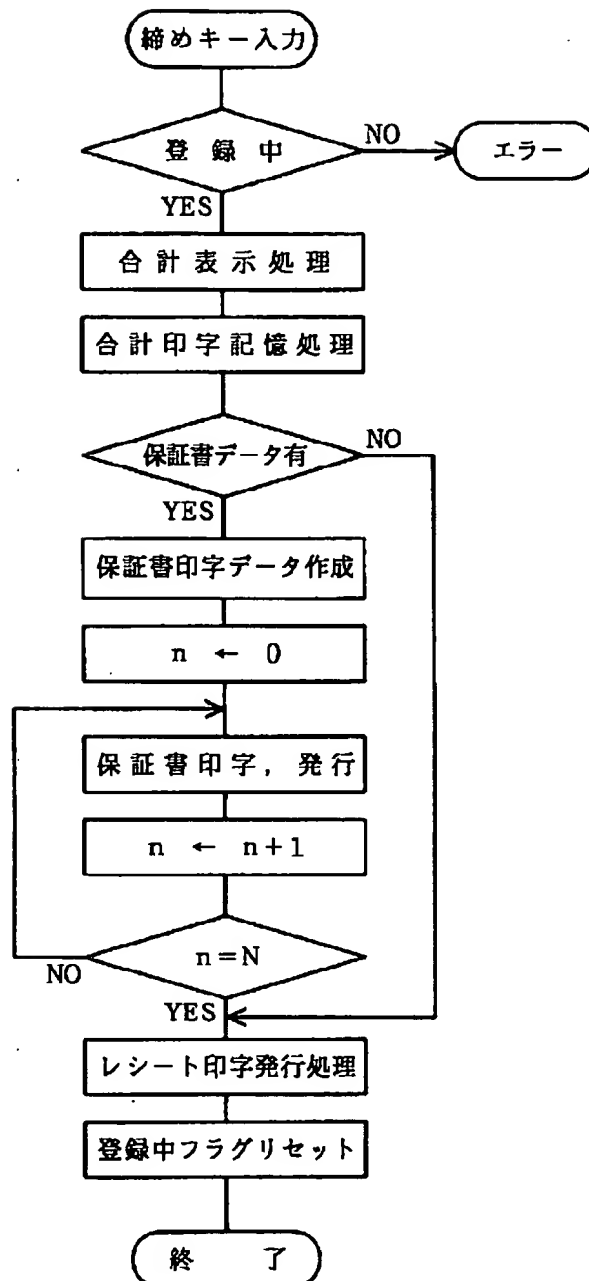 締めキー入力
登録中
NO
エラー
YES
合計表示処理
合計印字記憶処理
保証書データ有
NO
YES
保証書印字データ作成
n ← 0
保証書印字,発行
n ← n+1
n=N
NO
YES
レシート印字発行処理
登録中フラグリセット
終了